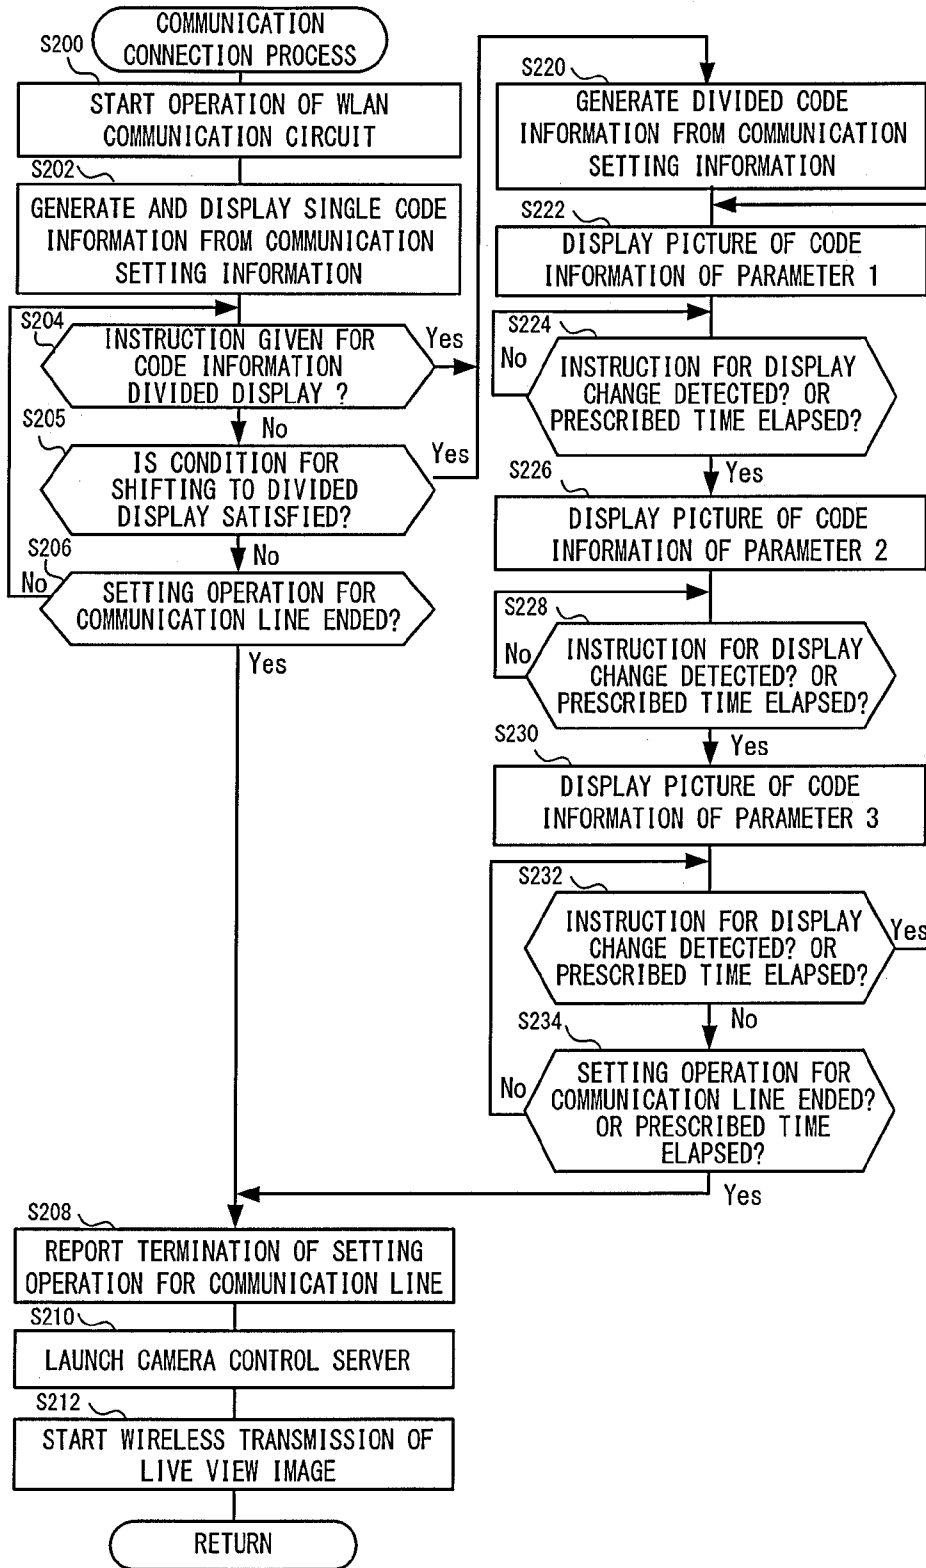 COMMUNICATION
CONNECTION PROCESS
S200
START OPERATION OF WLAN
COMMUNICATION CIRCUIT
S202
GENERATE AND DISPLAY SINGLE CODE
INFORMATION FROM COMMUNICATION
SETTING INFORMATION
S204
INSTRUCTION GIVEN FOR
CODE INFORMATION
DIVIDED DISPLAY ?
Yes
No
S205
IS CONDITION FOR
SHIFTING TO DIVIDED
DISPLAY SATISFIED?
Yes
No
S206
No
SETTING OPERATION FOR
COMMUNICATION LINE ENDED?
Yes
S220
GENERATE DIVIDED CODE
INFORMATION FROM COMMUNICATION
SETTING INFORMATION
S222
DISPLAY PICTURE OF CODE
INFORMATION OF PARAMETER 1
S224
No
INSTRUCTION FOR DISPLAY
CHANGE DETECTED? OR
PRESCRIBED TIME ELAPSED?
Yes
S226
DISPLAY PICTURE OF CODE
INFORMATION OF PARAMETER 2
S228
No
INSTRUCTION FOR DISPLAY
CHANGE DETECTED? OR
PRESCRIBED TIME ELAPSED?
Yes
S230
DISPLAY PICTURE OF CODE
INFORMATION OF PARAMETER 3
S232
INSTRUCTION FOR DISPLAY
CHANGE DETECTED? OR
PRESCRIBED TIME ELAPSED?
Yes
No
S234
No
SETTING OPERATION FOR
COMMUNICATION LINE ENDED?
OR PRESCRIBED TIME
ELAPSED?
Yes
S208
REPORT TERMINATION OF SETTING
OPERATION FOR COMMUNICATION LINE
S210
LAUNCH CAMERA CONTROL SERVER
S212
START WIRELESS TRANSMISSION OF
LIVE VIEW IMAGE
RETURN